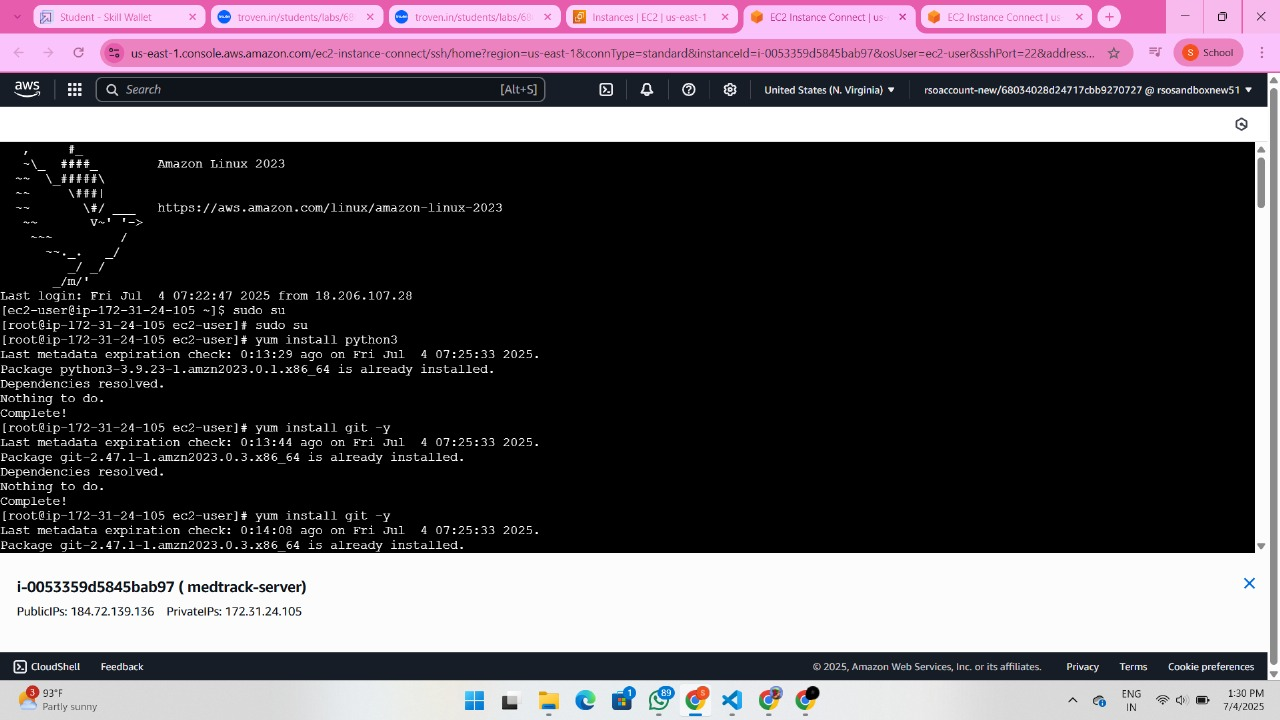 Student - Skill Wallet
troven.in/students/labs/68
troven.in/students/labs/68
Instances | EC2 | us-east-1
EC2 Instance Connect | us-
EC2 Instance Connect | us
us-east-1.console.aws.amazon.com/ec2-instance-connect/ssh/home?region=us-east-1&connType=standard&instanceId=i-0053359d5845bab97&osUser=ec2-user&sshPort=22&address...
S School
aws
Search [Alt+S]
United States (N. Virginia)
rsoaccount-new/68034028d24717cbb9270727 @ rsosandboxnew51
,     #_
~\_  ####_        Amazon Linux 2023
~~  \_#####\
~~     \###|
~~       \#/ ___   https://aws.amazon.com/linux/amazon-linux-2023
~~       V~' '->
~~~         /
~~._.   _/
_/ _/
_/m/'
Last login: Fri Jul  4 07:22:47 2025 from 18.206.107.28
[ec2-user@ip-172-31-24-105 ~]$ sudo su
[root@ip-172-31-24-105 ec2-user]# sudo su
[root@ip-172-31-24-105 ec2-user]# yum install python3
Last metadata expiration check: 0:13:29 ago on Fri Jul  4 07:25:33 2025.
Package python3-3.9.23-1.amzn2023.0.1.x86_64 is already installed.
Dependencies resolved.
Nothing to do.
Complete!
[root@ip-172-31-24-105 ec2-user]# yum install git -y
Last metadata expiration check: 0:13:44 ago on Fri Jul  4 07:25:33 2025.
Package git-2.47.1-1.amzn2023.0.3.x86_64 is already installed.
Dependencies resolved.
Nothing to do.
Complete!
[root@ip-172-31-24-105 ec2-user]# yum install git -y
Last metadata expiration check: 0:14:08 ago on Fri Jul  4 07:25:33 2025.
Package git-2.47.1-1.amzn2023.0.3.x86_64 is already installed.
i-0053359d5845bab97 ( medtrack-server)
PublicIPs: 184.72.139.136    PrivateIPs: 172.31.24.105
CloudShell
Feedback
© 2025, Amazon Web Services, Inc. or its affiliates.
Privacy
Terms
Cookie preferences
3
93°F
Partly sunny
1
89
S
ENG
IN
1:30 PM
7/4/2025